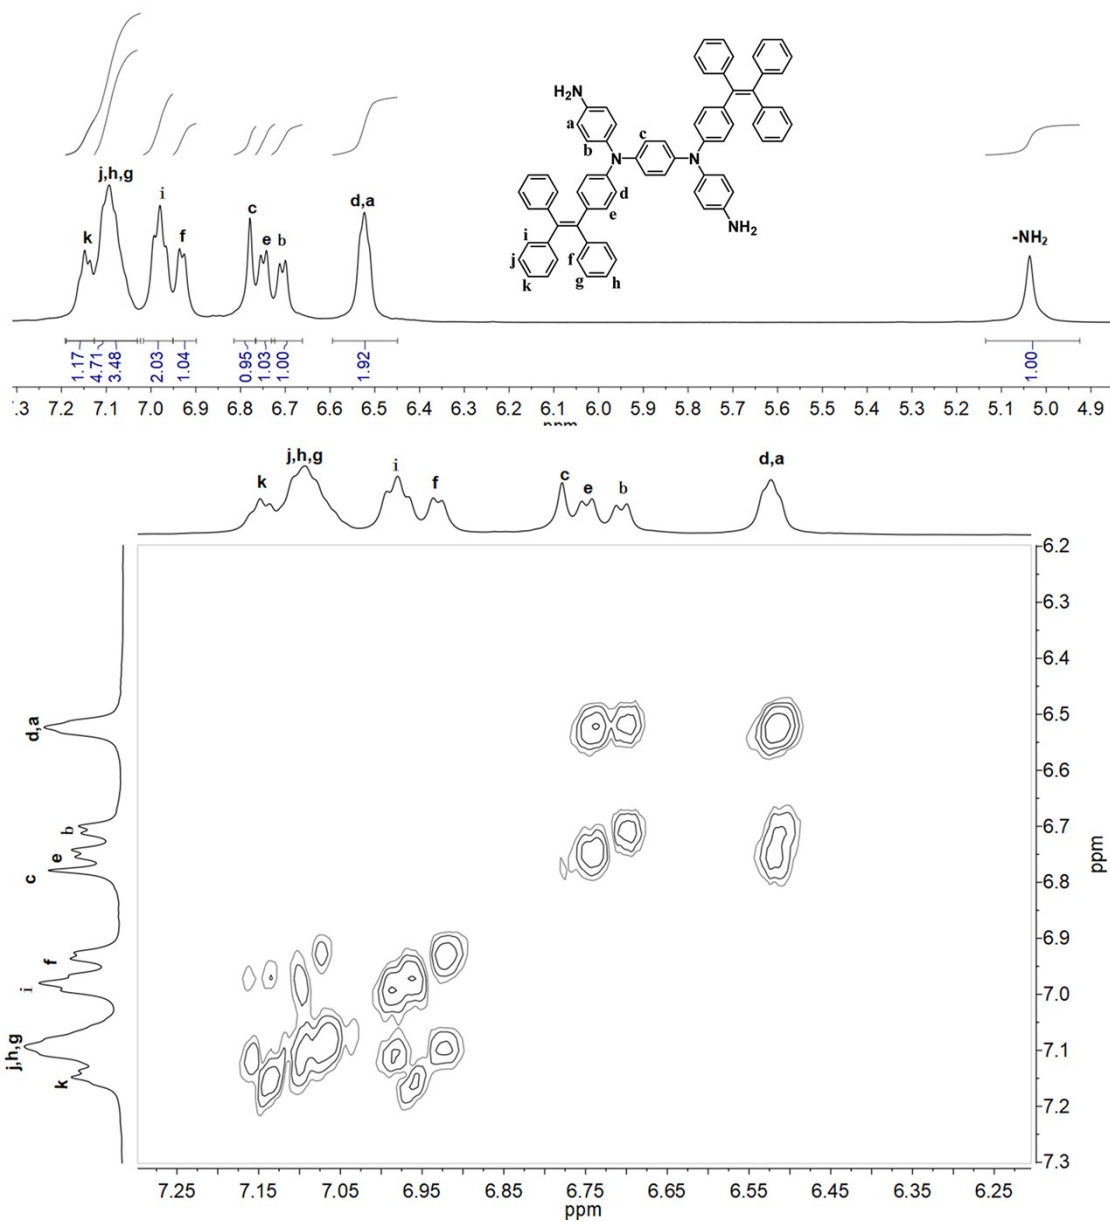 H₂N
a
b
c
N
N
d
e
NH₂
i
j
k
f
g
h
j,h,g
k
i
f
c
e
b
d,a
-NH₂
1.17
4.71
3.48
2.03
1.04
0.95
1.03
1.00
1.92
1.00
7.2 7.1 7.0 6.9 6.8 6.7 6.6 6.5 6.4 6.3 6.2 6.1 6.0 5.9 5.8 5.7 5.6 5.5 5.4 5.3 5.2 5.1 5.0 4.9
ppm
j,h,g
k
i
f
c
e
b
d,a
d,a
b
e
c
f
i
j,h,g
k
6.2
6.3
6.4
6.5
6.6
6.7
6.8
6.9
7.0
7.1
7.2
7.3
ppm
7.25 7.15 7.05 6.95 6.85 6.75 6.65 6.55 6.45 6.35 6.25
ppm